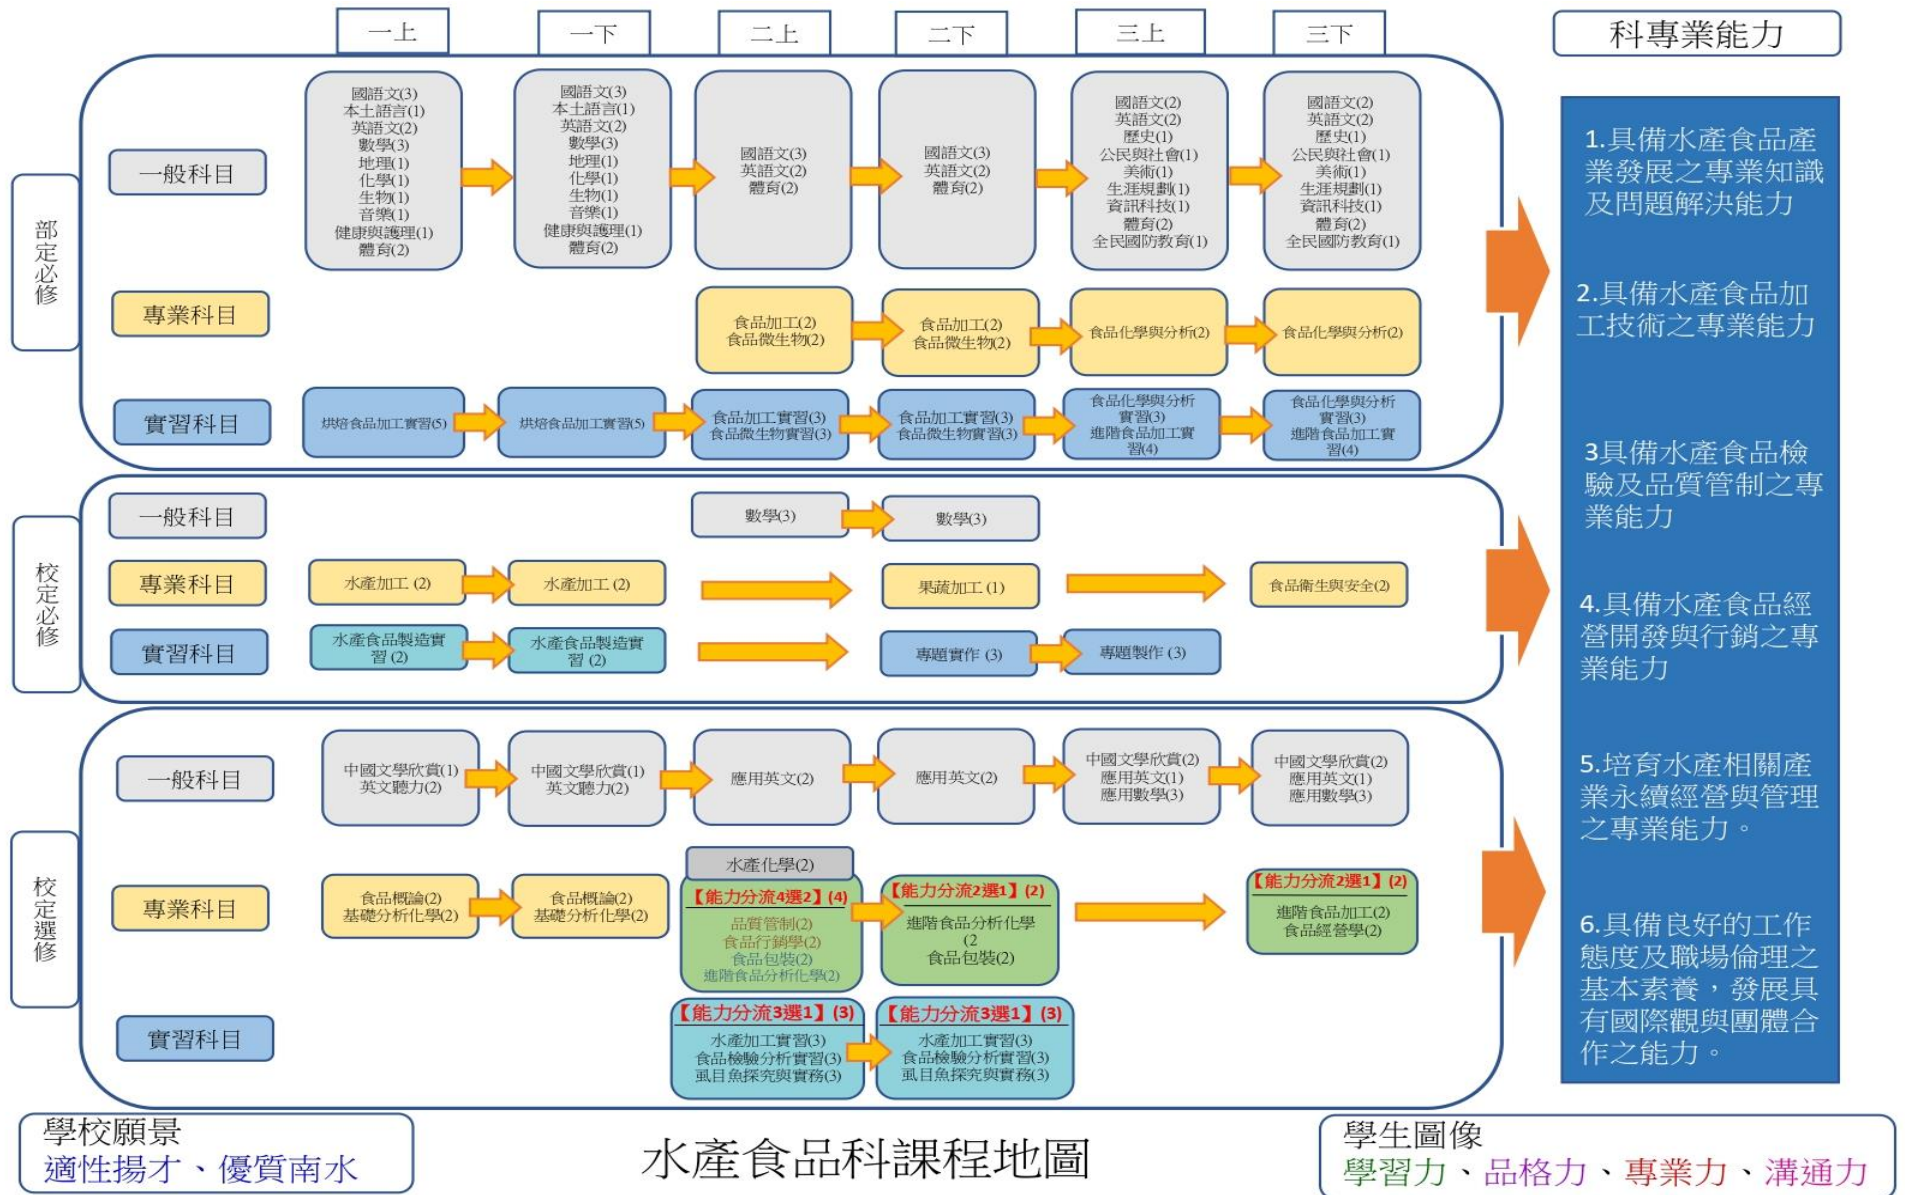 一上
一下
二上
二下
三上
三下
科專業能力
部定必修
一般科目
國語文(3)
本土語言(1)
英語文(2)
數學(3)
地理(1)
化學(1)
生物(1)
音樂(1)
健康與護理(1)
體育(2)
國語文(3)
本土語言(1)
英語文(2)
數學(3)
地理(1)
化學(1)
生物(1)
音樂(1)
健康與護理(1)
體育(2)
國語文(3)
英語文(2)
體育(2)
國語文(3)
英語文(2)
體育(2)
國語文(2)
英語文(2)
歷史(1)
公民與社會(1)
美術(1)
生涯規劃(1)
資訊科技(1)
體育(2)
全民國防教育(1)
國語文(2)
英語文(2)
歷史(1)
公民與社會(1)
美術(1)
生涯規劃(1)
資訊科技(1)
體育(2)
全民國防教育(1)
專業科目
食品加工(2)
食品微生物(2)
食品加工(2)
食品微生物(2)
食品化學與分析(2)
食品化學與分析(2)
實習科目
烘焙食品加工實習(5)
烘焙食品加工實習(5)
食品加工實習(3)
食品微生物實習(3)
食品加工實習(3)
食品微生物實習(3)
食品化學與分析
實習(3)
進階食品加工實
習(4)
食品化學與分析
實習(3)
進階食品加工實
習(4)
校定必修
一般科目
數學(3)
數學(3)
專業科目
水產加工 (2)
水產加工 (2)
果蔬加工 (1)
食品衛生與安全(2)
實習科目
水產食品製造實
習 (2)
水產食品製造實
習 (2)
專題實作 (3)
專題製作 (3)
校定選修
一般科目
中國文學欣賞(1)
英文聽力(2)
中國文學欣賞(1)
英文聽力(2)
應用英文(2)
應用英文(2)
中國文學欣賞(2)
應用英文(1)
應用數學(3)
中國文學欣賞(2)
應用英文(1)
應用數學(3)
專業科目
食品概論(2)
基礎分析化學(2)
食品概論(2)
基礎分析化學(2)
水產化學(2)
【能力分流4選2】(4)
品質管制(2)
食品行銷學(2)
食品包裝(2)
進階食品分析化學(2)
【能力分流2選1】(2)
進階食品分析化學
(2
食品包裝(2)
【能力分流2選1】(2)
進階食品加工(2)
食品經營學(2)
實習科目
【能力分流3選1】(3)
水產加工實習(3)
食品檢驗分析實習(3)
虱目魚探究與實務(3)
【能力分流3選1】(3)
水產加工實習(3)
食品檢驗分析實習(3)
虱目魚探究與實務(3)
1.具備水產食品產
業發展之專業知識
及問題解決能力
2.具備水產食品加
工技術之專業能力
3具備水產食品檢
驗及品質管制之專
業能力
4.具備水產食品經
營開發與行銷之專
業能力
5.培育水產相關產
業永續經營與管理
之專業能力。
6.具備良好的工作
態度及職場倫理之
基本素養，發展具
有國際觀與團體合
作之能力。
學校願景
適性揚才、優質南水
水產食品科課程地圖
學生圖像
學習力、品格力、專業力、溝通力